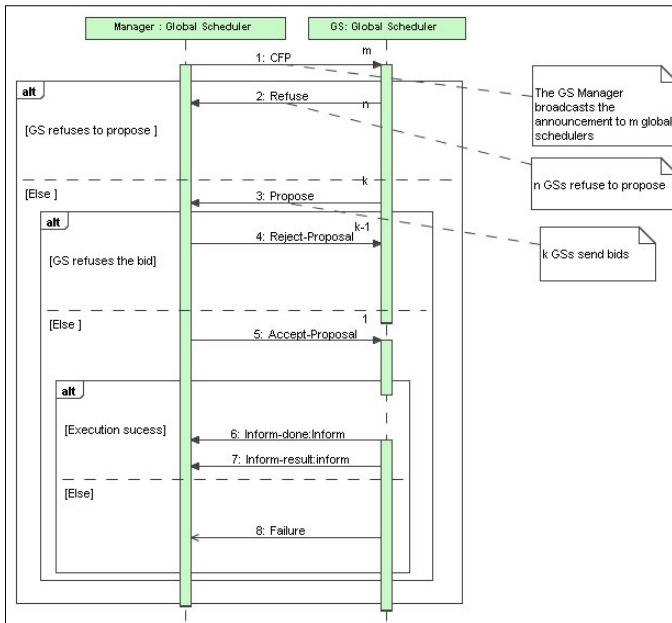 Manager : Global Scheduler
GS: Global Scheduler
m
1: CFP
The GS Manager
broadcasts the
announcement to m global
schedulers
alt
2: Refuse
n
[GS refuses to propose ]
n GSs refuse to propose
k
[Else ]
3: Propose
alt
k-1
4: Reject-Proposal
k GSs send bids
[GS refuses the bid]
1
[Else ]
5: Accept-Proposal
alt
[Execution sucess]
6: Inform-done:Inform
7: Inform-result:inform
[Else]
8: Failure